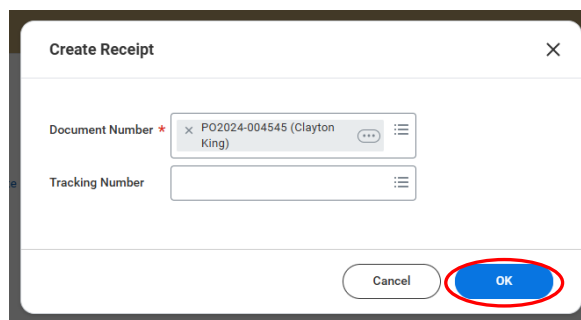 Create Receipt
Document Number *
× PO2024-004545 (Clayton
King)
Tracking Number
Cancel
OK